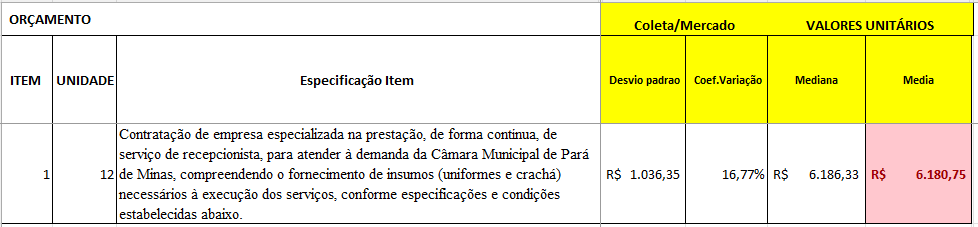 ORÇAMENTO
Coleta/Mercado VALORES UNITÁRIOS
ITEM UNIDADE Especificação Item Desvio padrao Coef.Variação Mediana Media
Contratação de empresa especializada na prestação, de forma continua, de
serviço de recepcionista, para atender à demanda da Câmara Municipal de Pará
1 12 de Minas, compreendendo o fornecimento de insumos (uniformes e crachá) R$ 1.036,35 16,77% R$ 6.186,33 R$ 6.180,75
necessários à execução dos serviços, conforme especificações e condições
estabelecidas abaixo.